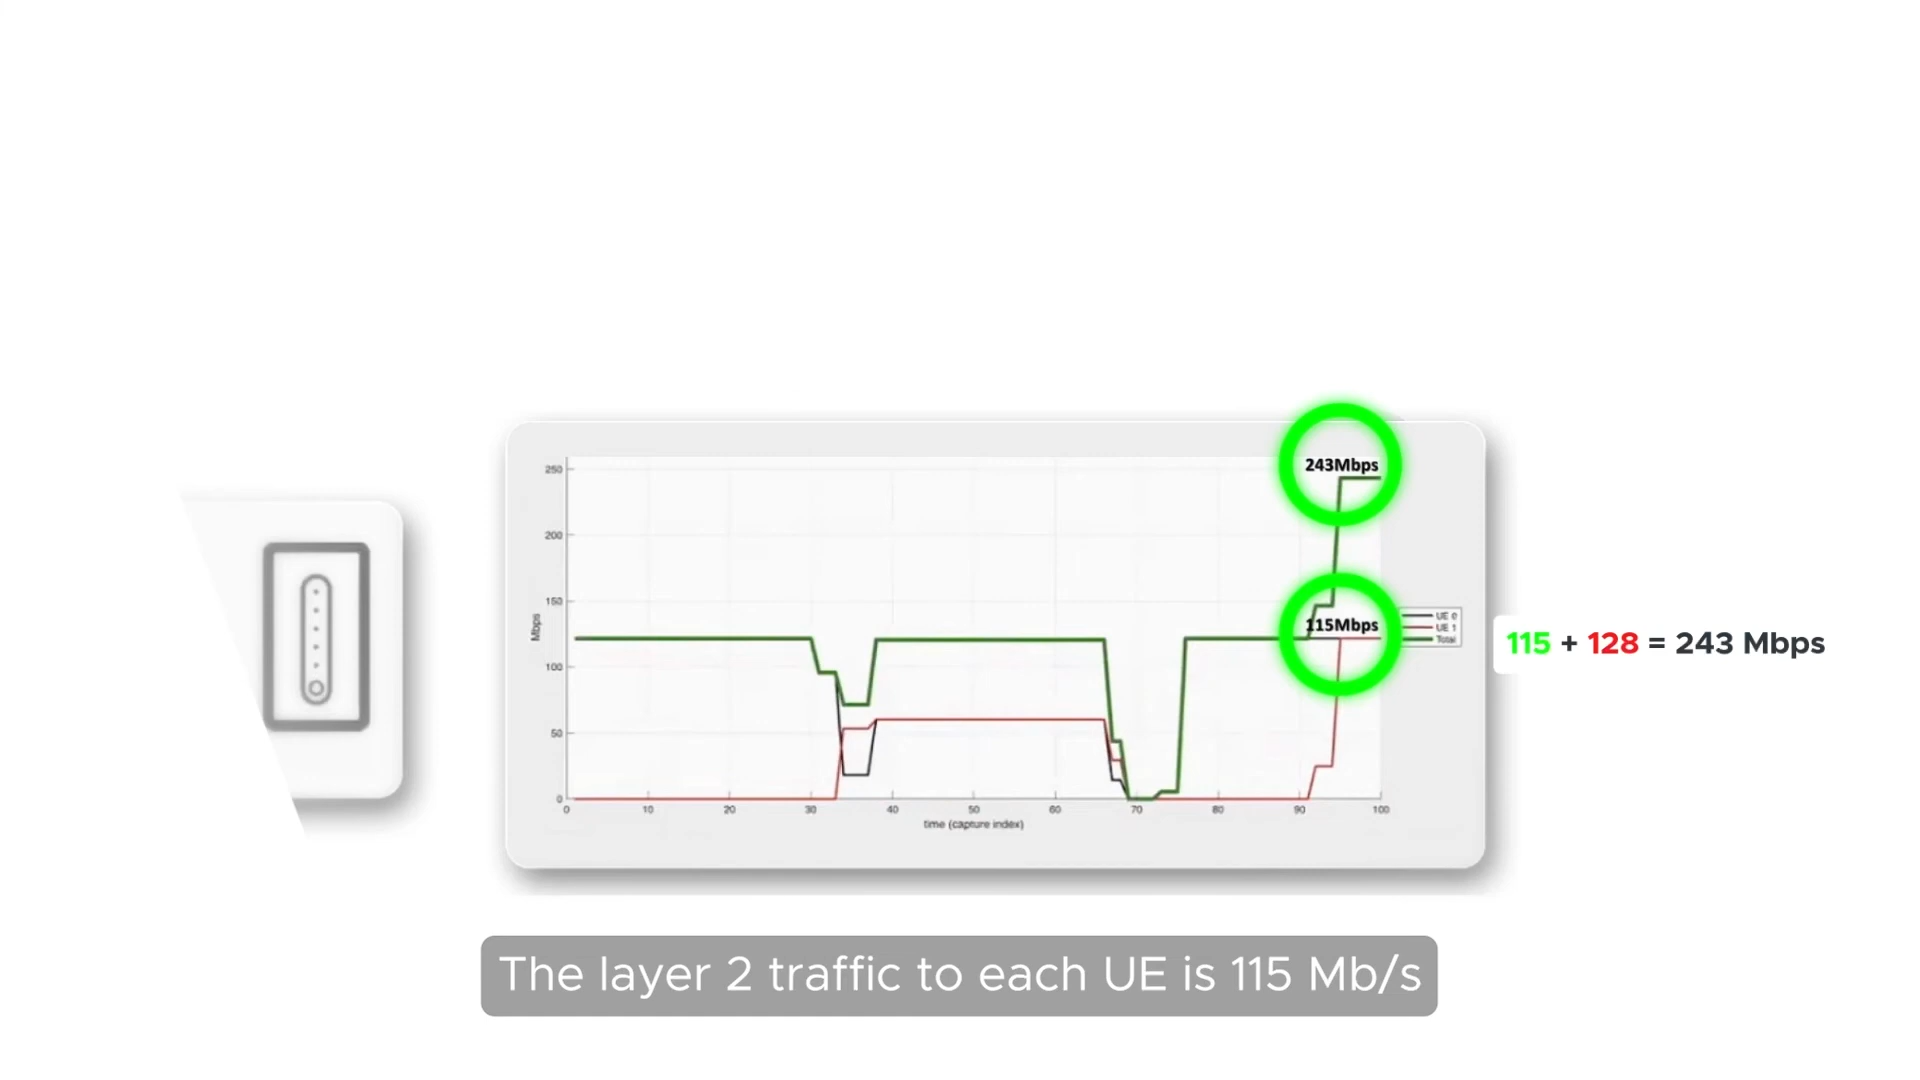 243Mbps
250
200
150
100
50
0
Mbps
115Mbps
UE 0
UE 1
Total
0 10 20 30 40 50 60 70 80 90 100
time (capture index)
115 + 128 = 243 Mbps
The layer 2 traffic to each UE is 115 Mb/s